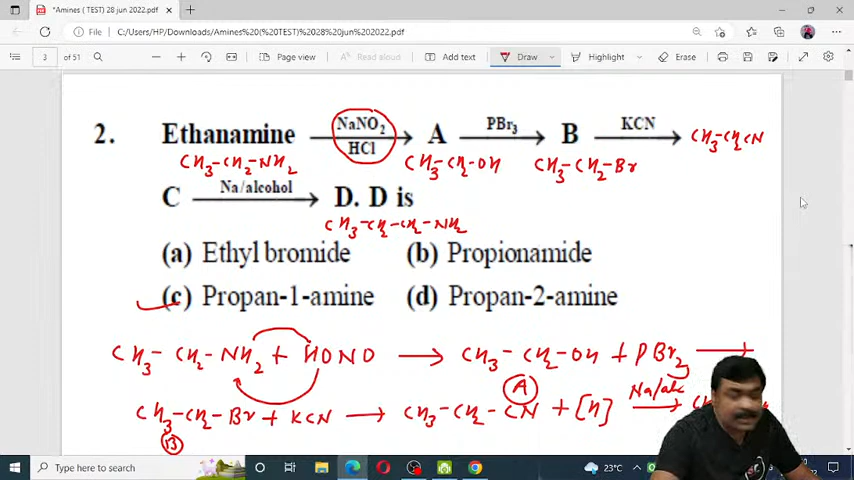 *Amines (TEST) 28 jun 2022.pdf
C:/Users/HP/Downloads/Amines%20(%20TEST)%2028%20jun%202022.pdf
3 of 51 Page view Read aloud Add text Draw Highlight Erase
2. Ethanamine NaNO2 HCl → A PBr3 → B KCN → CH3-CH2CN
CH3-CH2-NH2 CH3-CH2-OH CH3-CH2-Br
C Na/alcohol → D. D is
CH3-CH2-CH2-NH2
(a) Ethyl bromide (b) Propionamide
(c) Propan-1-amine (d) Propan-2-amine
CH3-CH2-NH2 + HONO → CH3-CH2-OH + PBr2 →
A
CH3-CH2-Br + KCN → CH3-CH2-CN + [H] Na/alc →
B
Type here to search 23°C